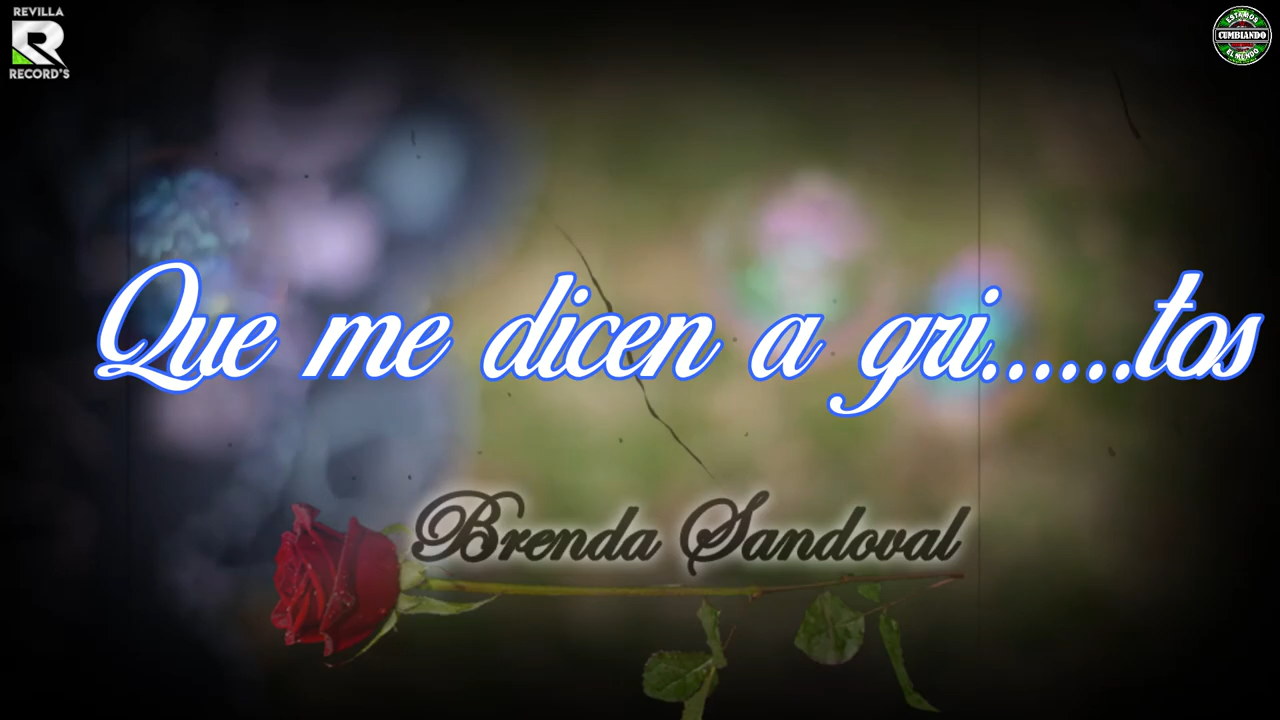 REVILLA
R
RECORD'S
ESTAMOS
CUMBIANDO
EL MUNDO
Que me dicen a gri......tos
Brenda Sandoval